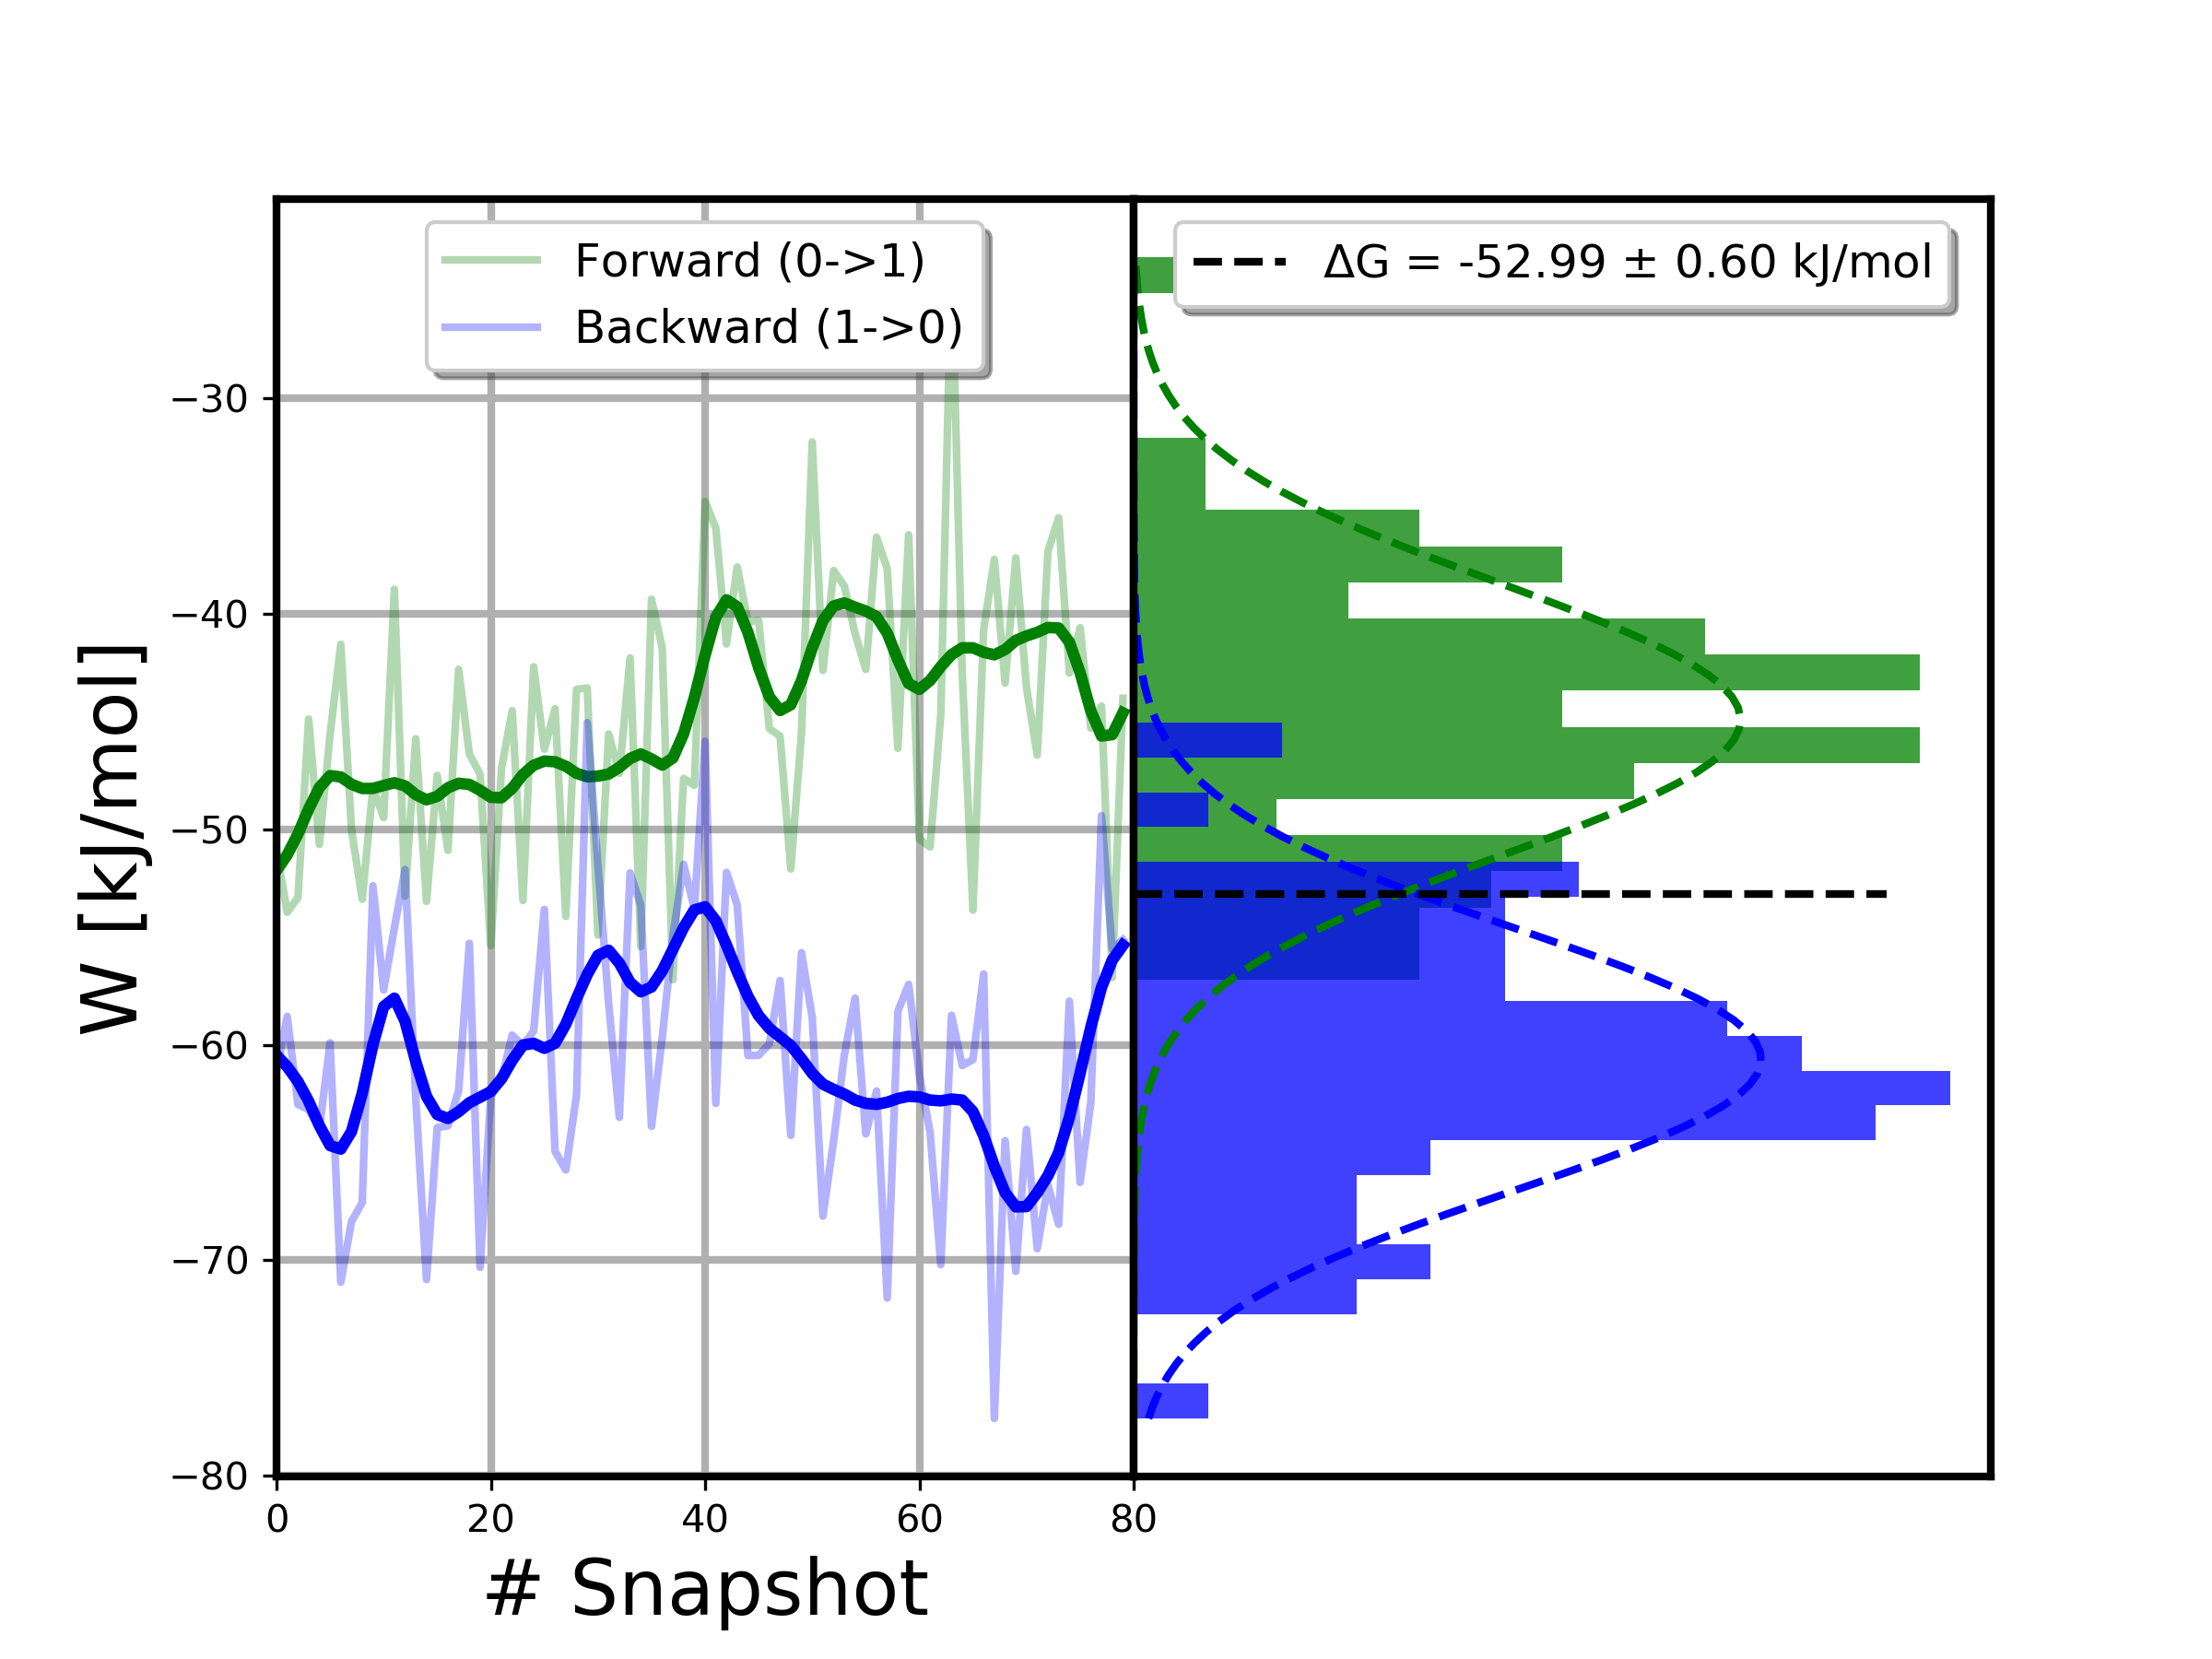 Forward (0->1)
Backward (1->0)
ΔG = -52.99 ± 0.60 kJ/mol
W [kJ/mol]
−30
−40
−50
−60
−70
−80
0 20 40 60 80
# Snapshot